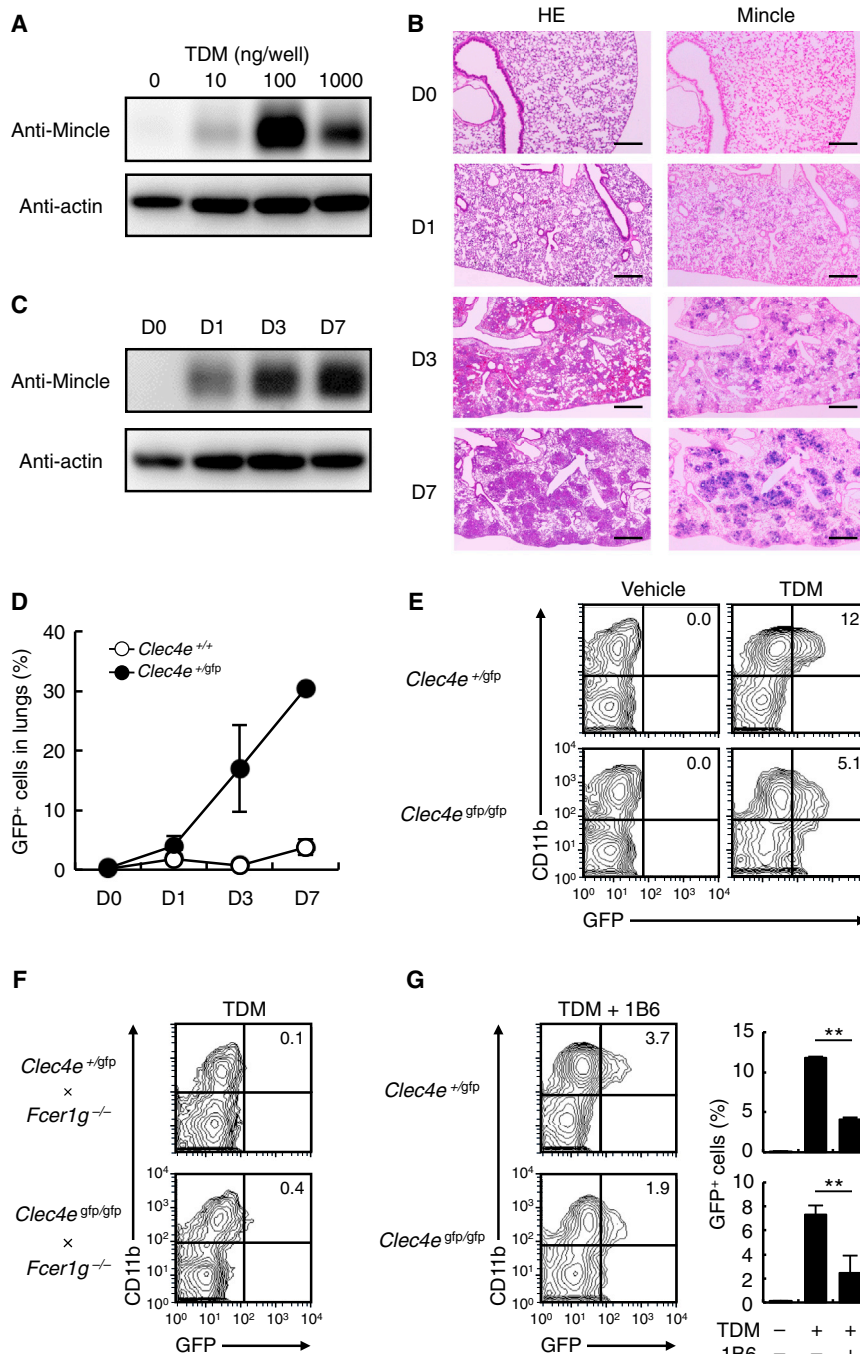 A
TDM (ng/well)
0 10 100 1000
Anti-Mincle
Anti-actin
B
HE Mincle
D0
D1
D3
D7
C
D0 D1 D3 D7
Anti-Mincle
Anti-actin
D
GFP+ cells in lungs (%)
40
30
20
10
0
Clec4e +/+
Clec4e +/gfp
D0 D1 D3 D7
E
Vehicle TDM
Clec4e +/gfp
0.0 12
Clec4e gfp/gfp
0.0 5.1
CD11b
10⁴
10³
10²
10¹
10⁰
10⁰ 10¹ 10² 10³ 10⁴
GFP
F
TDM
Clec4e +/gfp
×
Fcer1g –/–
0.1
Clec4e gfp/gfp
×
Fcer1g –/–
0.4
CD11b
10⁴
10³
10²
10¹
10⁰
10⁰ 10¹ 10² 10³ 10⁴
GFP
G
TDM + 1B6
Clec4e +/gfp
3.7
Clec4e gfp/gfp
1.9
CD11b
10⁴
10³
10²
10¹
10⁰
10⁰ 10¹ 10² 10³ 10⁴
GFP
GFP+ cells (%)
15
10
5
0
**
8
6
4
2
0
**
TDM – + +
1B6 – – +